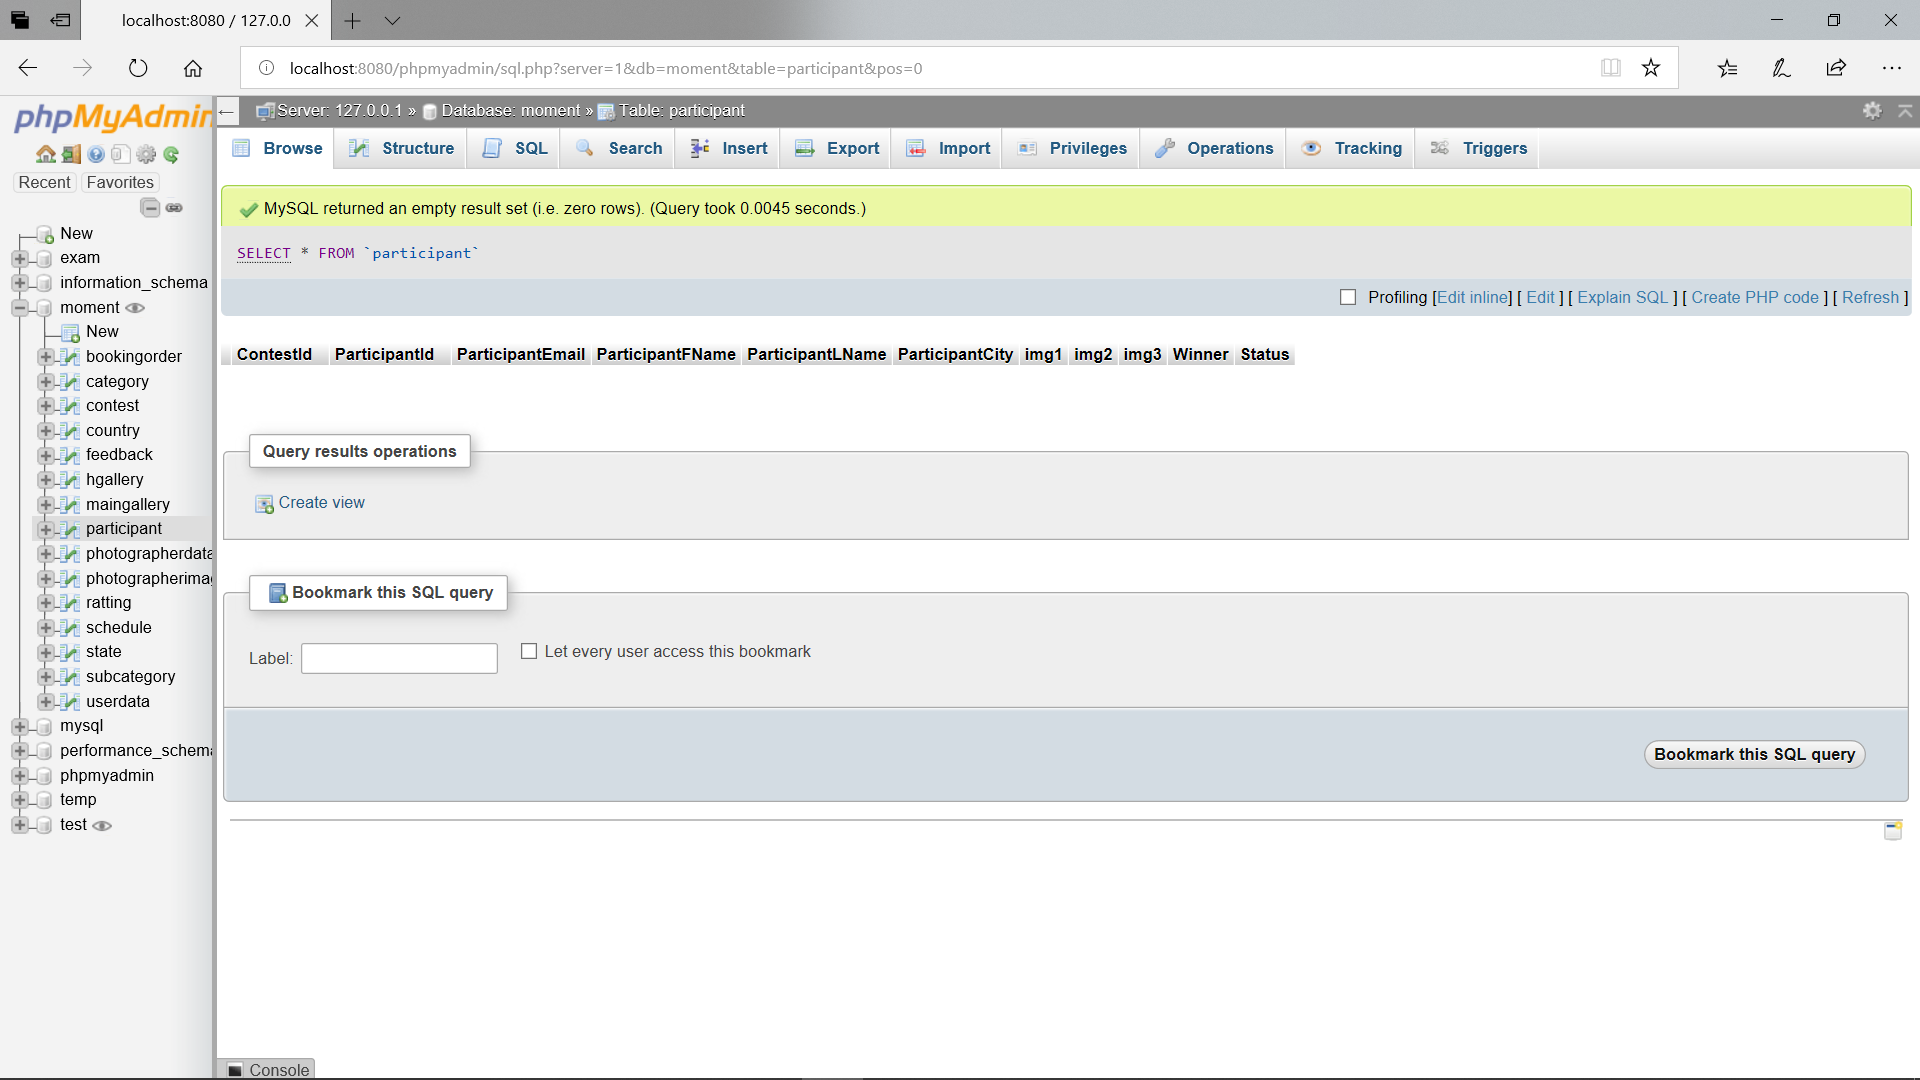 localhost:8080 / 127.0.0
localhost:8080/phpmyadmin/sql.php?server=1&db=moment&table=participant&pos=0
phpMyAdmin
Server: 127.0.0.1 » Database: moment » Table: participant
Browse Structure SQL Search Insert Export Import Privileges Operations Tracking Triggers
Recent Favorites
New
exam
information_schema
moment
New
bookingorder
category
contest
country
feedback
hgallery
maingallery
participant
photographerdata
photographerima
ratting
schedule
state
subcategory
userdata
mysql
performance_schema
phpmyadmin
temp
test
MySQL returned an empty result set (i.e. zero rows). (Query took 0.0045 seconds.)
SELECT * FROM `participant`
Profiling [Edit inline] [ Edit ] [ Explain SQL ] [ Create PHP code ] [ Refresh ]
ContestId ParticipantId ParticipantEmail ParticipantFName ParticipantLName ParticipantCity img1 img2 img3 Winner Status
Query results operations
Create view
Bookmark this SQL query
Label:
Let every user access this bookmark
Bookmark this SQL query
Console